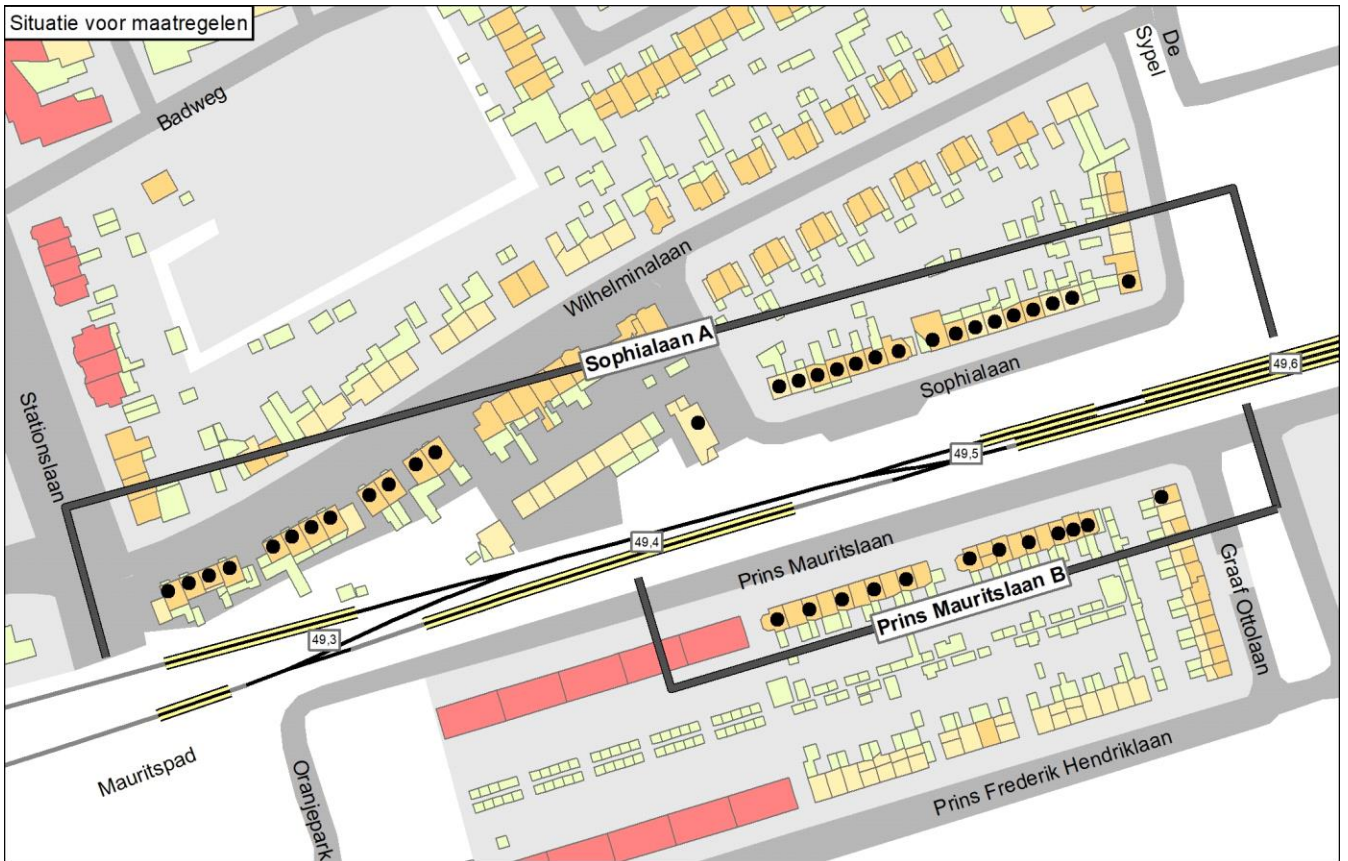 Situatie voor maatregelen
De
Sypel
Badweg
Wilhelminalaan
Sophialaan A
Stationslaan
Sophialaan
49,6
49,5
49,4
49,3
Prins Mauritslaan
Prins Mauritslaan B
Graaf Ottolaan
Mauritspad
Oranjepark
Prins Frederik Hendriklaan